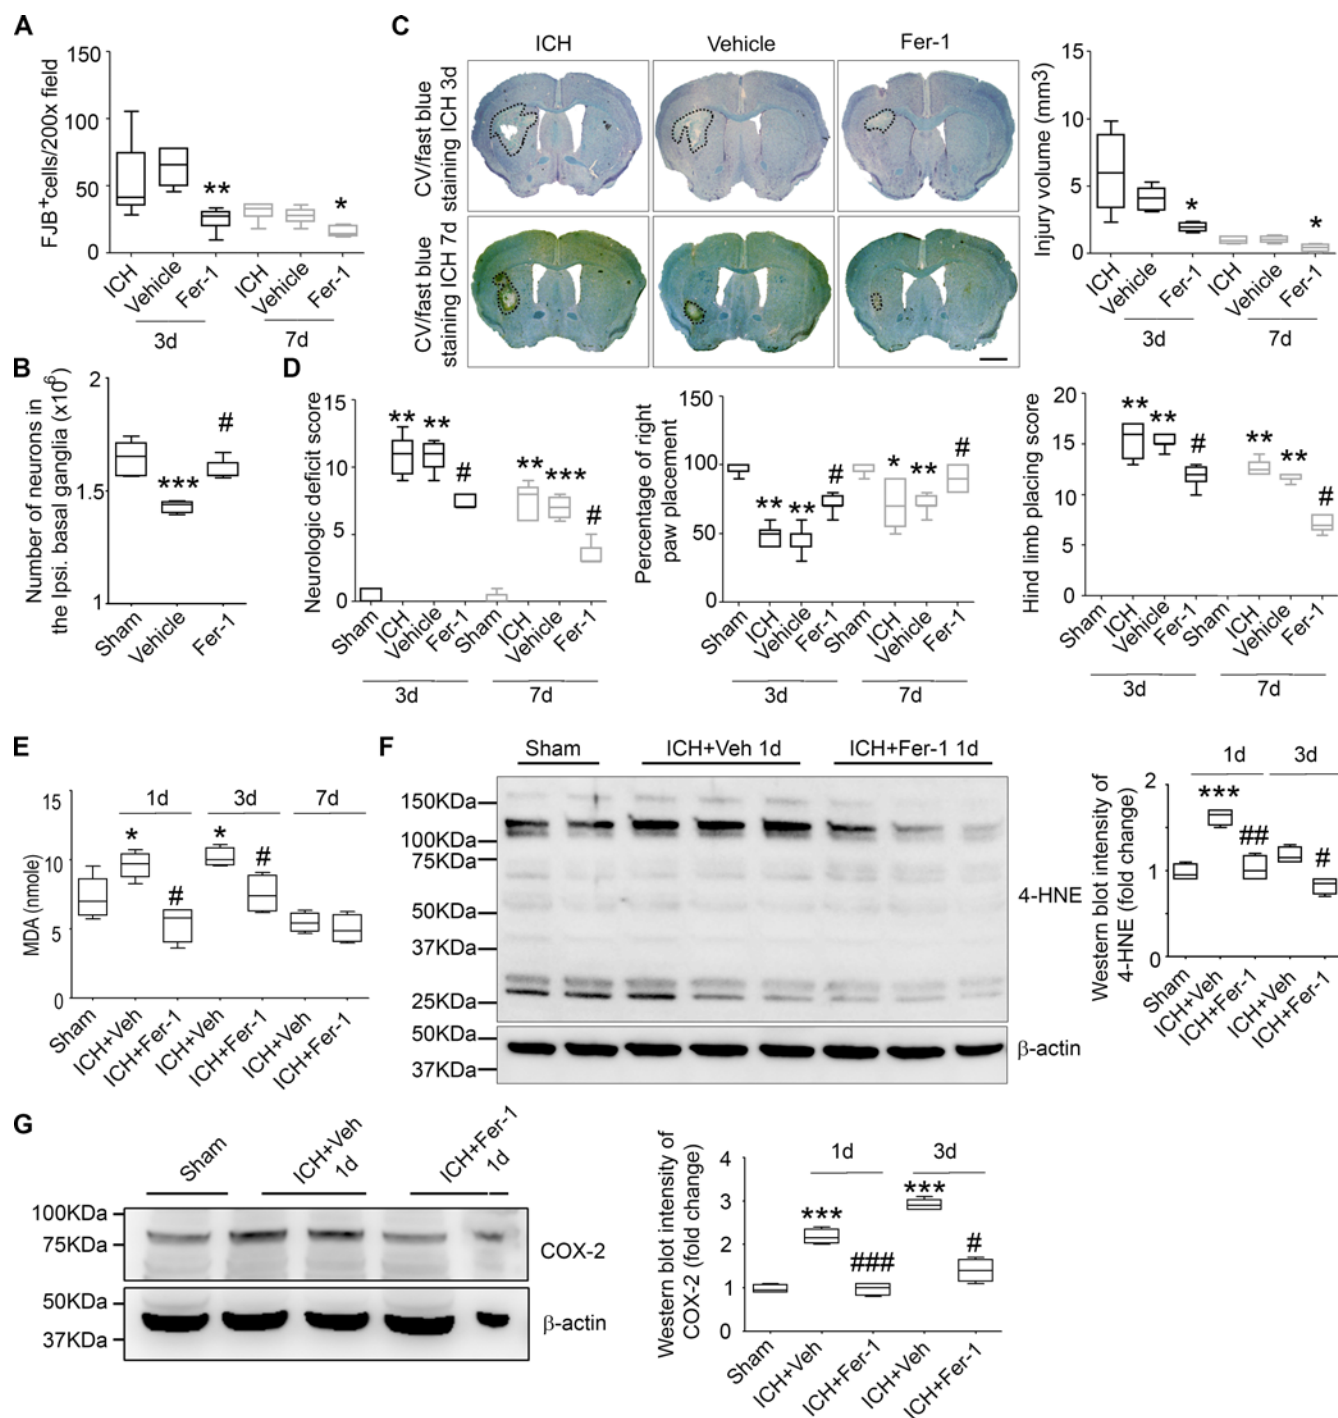 A
FJB+cells/200x field
150
100
50
0
**
*
ICH
Vehicle
Fer-1
ICH
Vehicle
Fer-1
3d
7d
C
ICH
Vehicle
Fer-1
CV/fast blue
staining ICH 3d
CV/fast blue
staining ICH 7d
Injury volume (mm3)
15
10
5
0
*
*
ICH
Vehicle
Fer-1
ICH
Vehicle
Fer-1
3d
7d
B
Number of neurons in
the Ipsi. basal ganglia (x10⁶)
2
1.5
1
***
#
Sham
Vehicle
Fer-1
D
Neurologic deficit score
15
10
5
0
**
**
#
**
***
#
Sham
ICH
Vehicle
Fer-1
Sham
ICH
Vehicle
Fer-1
3d
7d
Percentage of right
paw placement
150
100
50
0
**
**
#
*
**
#
Sham
ICH
Vehicle
Fer-1
Sham
ICH
Vehicle
Fer-1
3d
7d
Hind limb placing score
20
15
10
5
0
**
**
#
**
**
#
Sham
ICH
Vehicle
Fer-1
Sham
ICH
Vehicle
Fer-1
3d
7d
E
MDA (nmole)
15
10
5
0
1d
3d
7d
*
#
*
#
Sham
ICH+Veh
ICH+Fer-1
ICH+Veh
ICH+Fer-1
ICH+Veh
ICH+Fer-1
F
Sham
ICH+Veh 1d
ICH+Fer-1 1d
150KDa
100KDa
75KDa
50KDa
37KDa
25KDa
4-HNE
50KDa
37KDa
β-actin
Western blot intensity of
4-HNE (fold change)
2
1
0
1d
3d
***
##
#
Sham
ICH+Veh
ICH+Fer-1
ICH+Veh
ICH+Fer-1
G
Sham
ICH+Veh
1d
ICH+Fer-1
1d
100KDa
75KDa
COX-2
50KDa
37KDa
β-actin
Western blot intensity of
COX-2 (fold change)
4
3
2
1
0
1d
3d
***
###
***
#
Sham
ICH+Veh
ICH+Fer-1
ICH+Veh
ICH+Fer-1